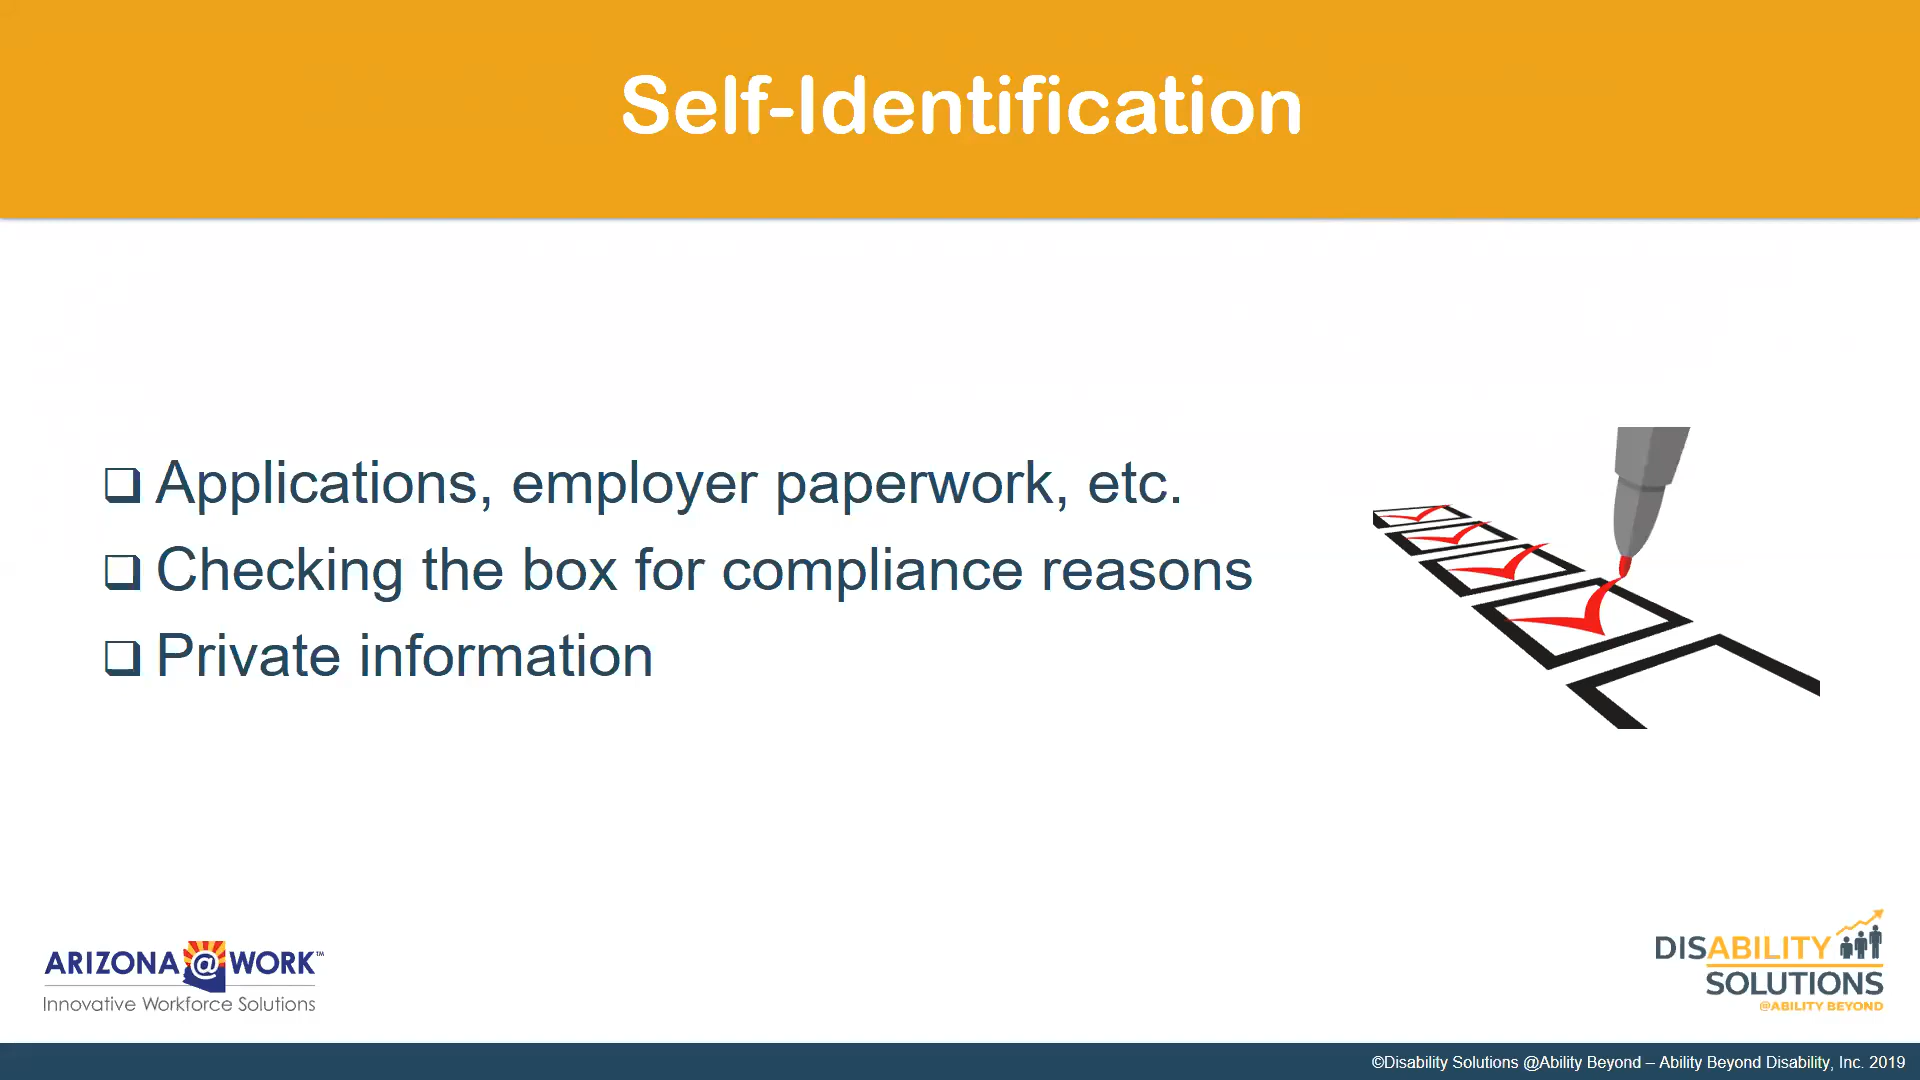 Self-Identification
Applications, employer paperwork, etc.
Checking the box for compliance reasons
Private information
ARIZONA@WORK™
Innovative Workforce Solutions
DISABILITY
SOLUTIONS
@ABILITY BEYOND
©Disability Solutions @Ability Beyond – Ability Beyond Disability, Inc. 2019